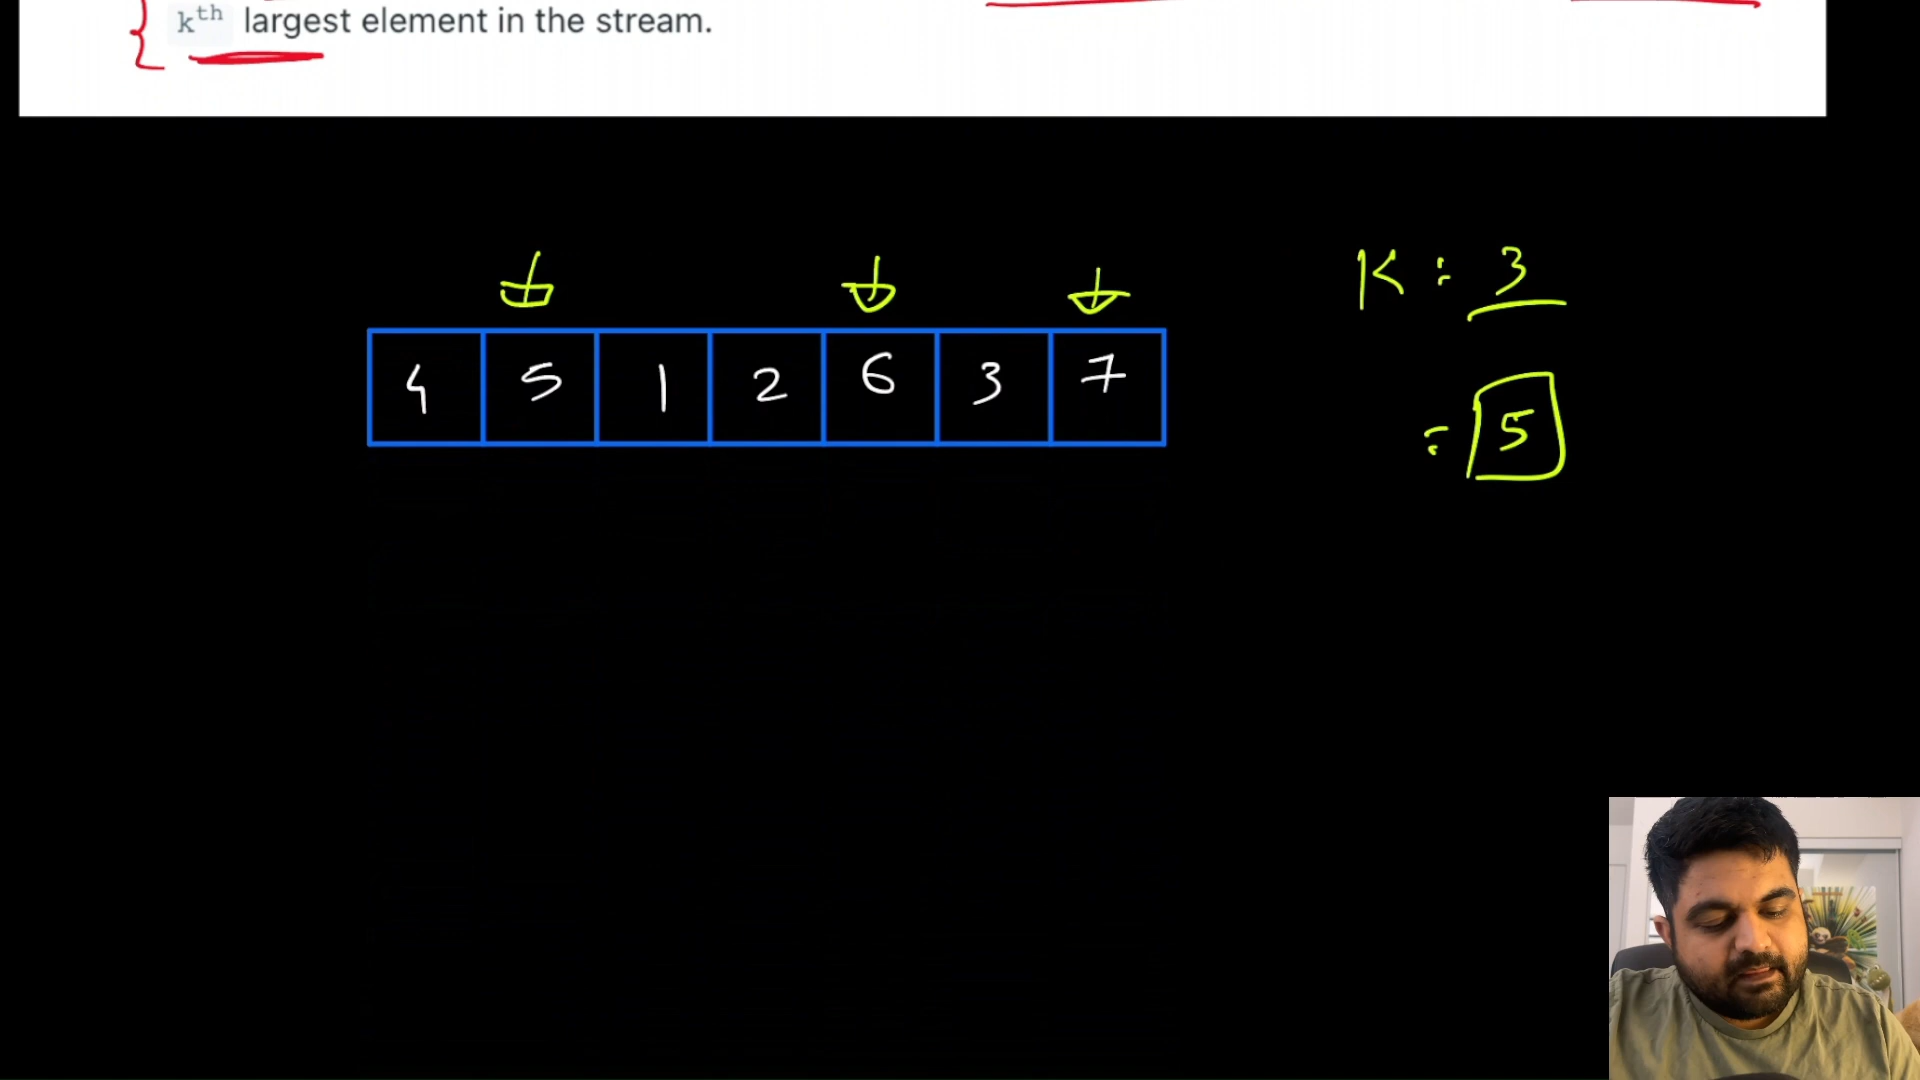 kth largest element in the stream.
K : 3
4 5 1 2 6 3 7
= 5